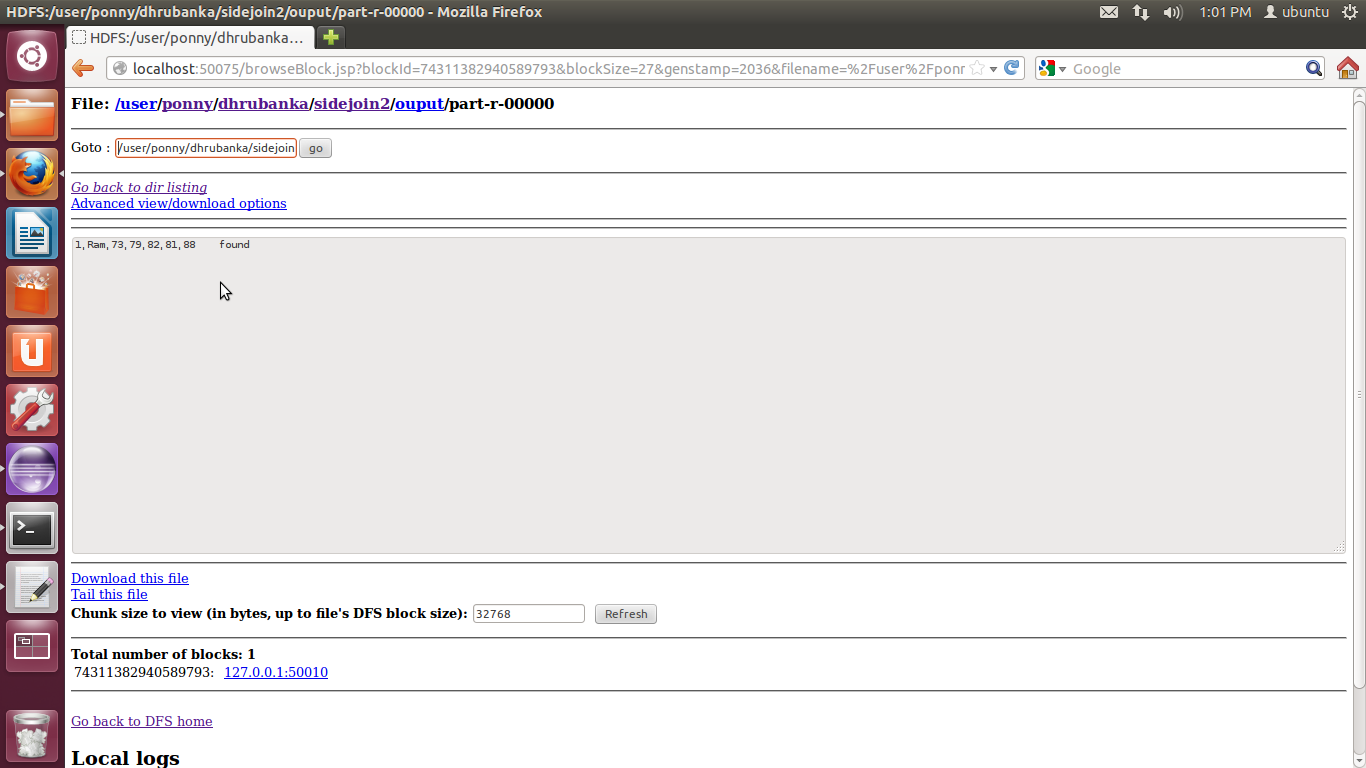 HDFS:/user/ponny/dhrubanka/sidejoin2/ouput/part-r-00000 - Mozilla Firefox
1:01 PM ubuntu
HDFS:/user/ponny/dhrubanka...
localhost:50075/browseBlock.jsp?blockId=74311382940589793&blockSize=27&genstamp=2036&filename=%2Fuser%2Fponr
Google
File: /user/ponny/dhrubanka/sidejoin2/ouput/part-r-00000
Goto : /user/ponny/dhrubanka/sidejoin go
Go back to dir listing
Advanced view/download options
1,Ram,73,79,82,81,88 found
Download this file
Tail this file
Chunk size to view (in bytes, up to file's DFS block size): 32768 Refresh
Total number of blocks: 1
74311382940589793: 127.0.0.1:50010
Go back to DFS home
Local logs